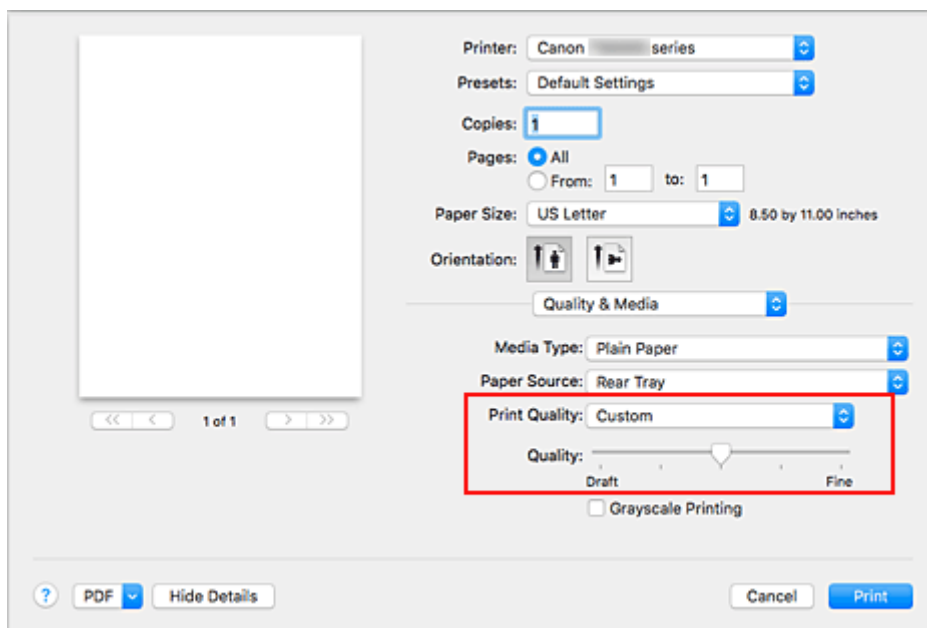 Printer: Canon series
Presets: Default Settings
Copies: 1
Pages: All
From: 1 to: 1
Paper Size: US Letter 8.50 by 11.00 inches
Orientation:
Quality & Media
Media Type: Plain Paper
Paper Source: Rear Tray
Print Quality: Custom
<< < 1 of 1 > >>
Quality:
Draft Fine
Grayscale Printing
? PDF Hide Details Cancel Print